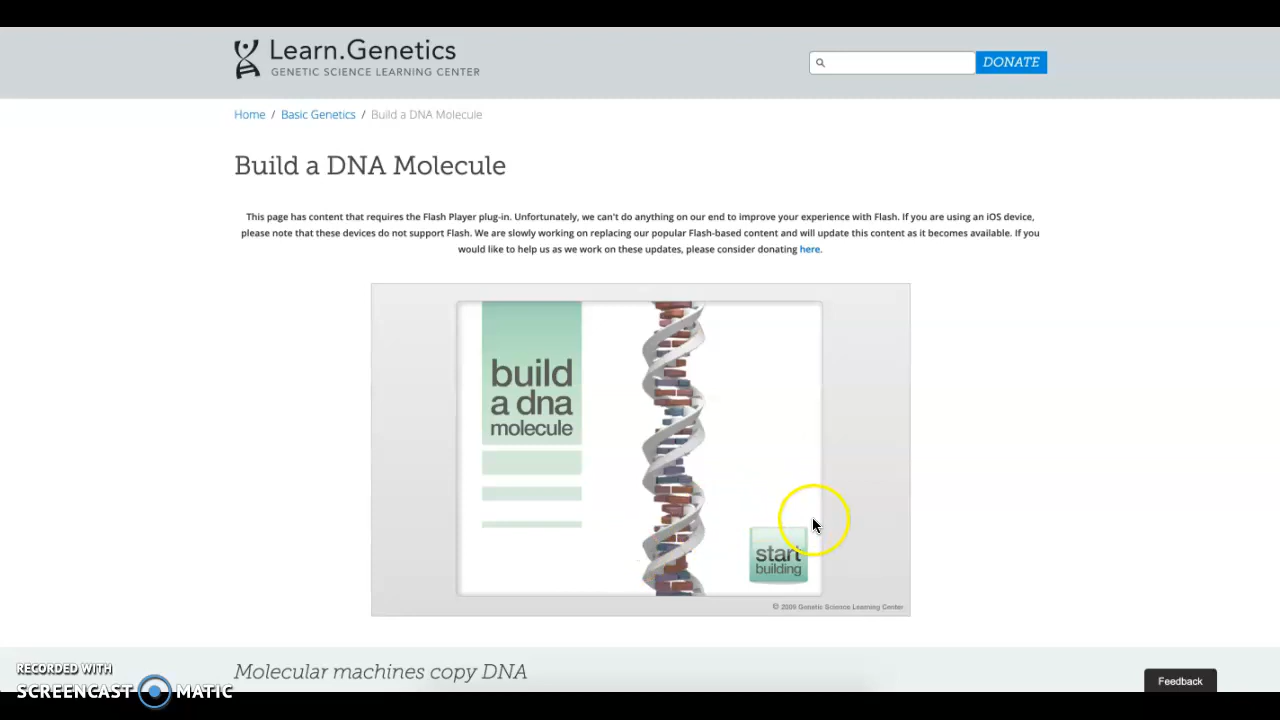 Learn.Genetics
GENETIC SCIENCE LEARNING CENTER
DONATE
Home / Basic Genetics / Build a DNA Molecule
Build a DNA Molecule
This page has content that requires the Flash Player plug-in. Unfortunately, we can't do anything on our end to improve your experience with Flash. If you are using an iOS device,
please note that these devices do not support Flash. We are slowly working on replacing our popular Flash-based content and will update this content as it becomes available. If you
would like to help us as we work on these updates, please consider donating here.
build
a dna
molecule
start
building
© 2006 Genetic Science Learning Center
Molecular machines copy DNA
Feedback
RECORDED WITH
SCREENCAST MATIC